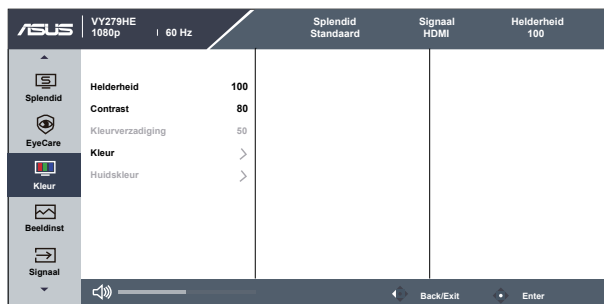 ASUS
VY279HE
1080p 60 Hz
Splendid
Standaard
Signaal
HDMI
Helderheid
100
Splendid
EyeCare
Kleur
Beeldinst
Signaal
Helderheid 100
Contrast 80
Kleurverzadiging 50
Kleur
Huidskleur
Back/Exit
Enter